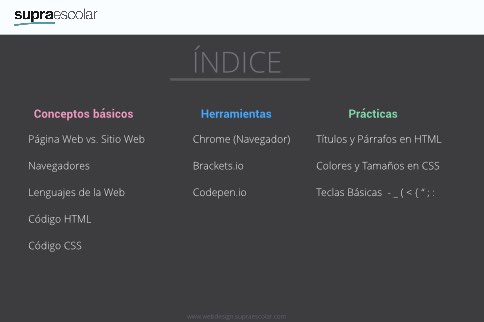 supraescolar
ÍNDICE
Conceptos básicos
Página Web vs. Sitio Web
Navegadores
Lenguajes de la Web
Código HTML
Código CSS
Herramientas
Chrome (Navegador)
Brackets.io
Codepen.io
Prácticas
Títulos y Párrafos en HTML
Colores y Tamaños en CSS
Teclas Básicas - _ ( < { " ; :
www.webdesign.supraescolar.com